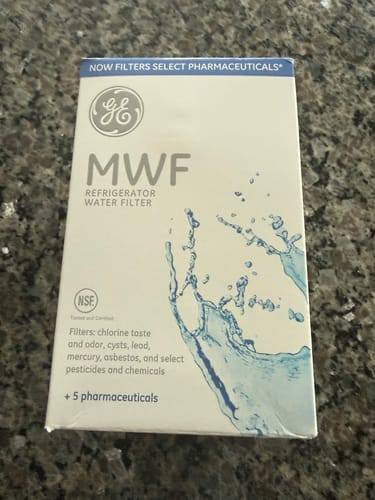 NOW FILTERS SELECT PHARMACEUTICALS*
GE
MWF
REFRIGERATOR
WATER FILTER
NSF
Tested and Certified
Filters: chlorine taste
and odor, cysts, lead,
mercury, asbestos, and select
pesticides and chemicals
+ 5 pharmaceuticals